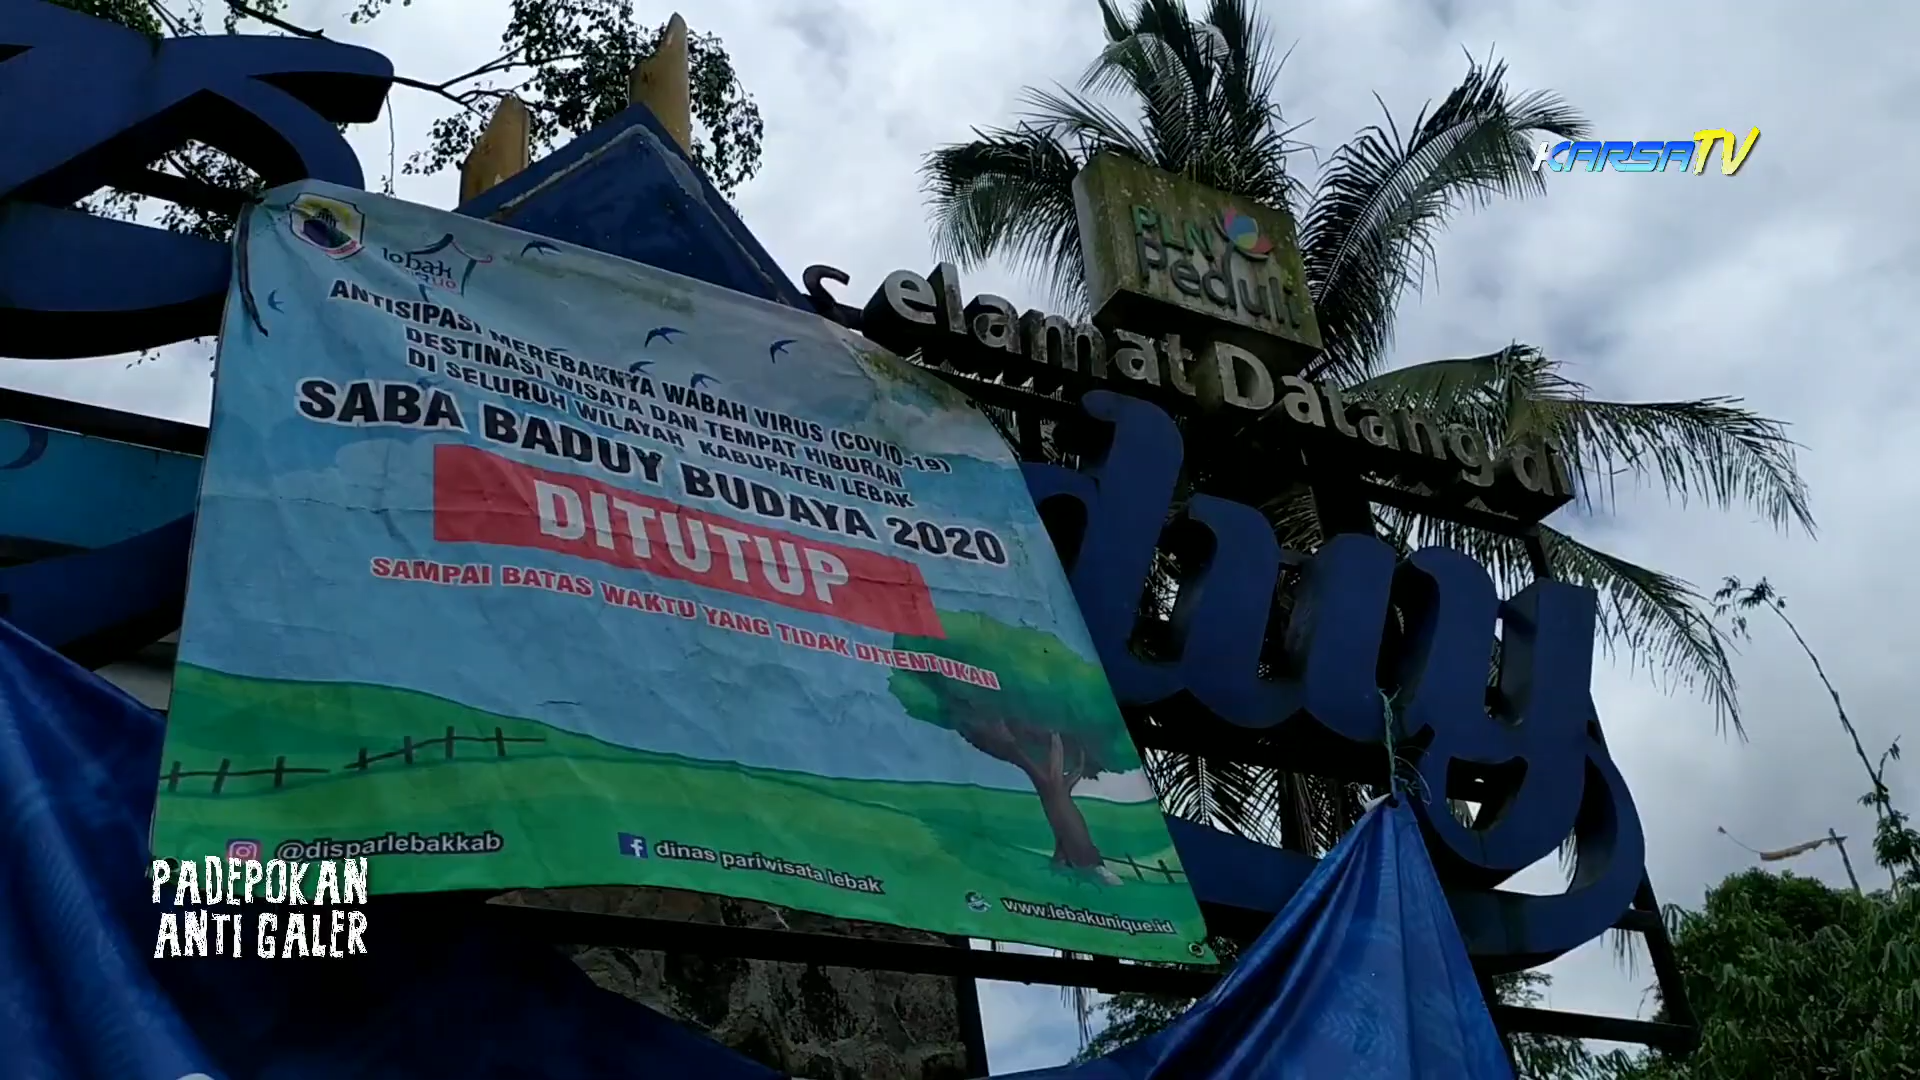 KARSATV
PLN
Peduli
Selamat Datang di
duy
lebak
ANTISIPASI MEREBAKNYA WABAH VIRUS (COVID-19)
DESTINASI WISATA DAN TEMPAT HIBURAN
DI SELURUH WILAYAH KABUPATEN LEBAK
SABA BADUY BUDAYA 2020
DITUTUP
SAMPAI BATAS WAKTU YANG TIDAK DITENTUKAN
@disparlebakkab
dinas pariwisata lebak
www.lebakunique.id
PADEPOKAN
ANTI GALER